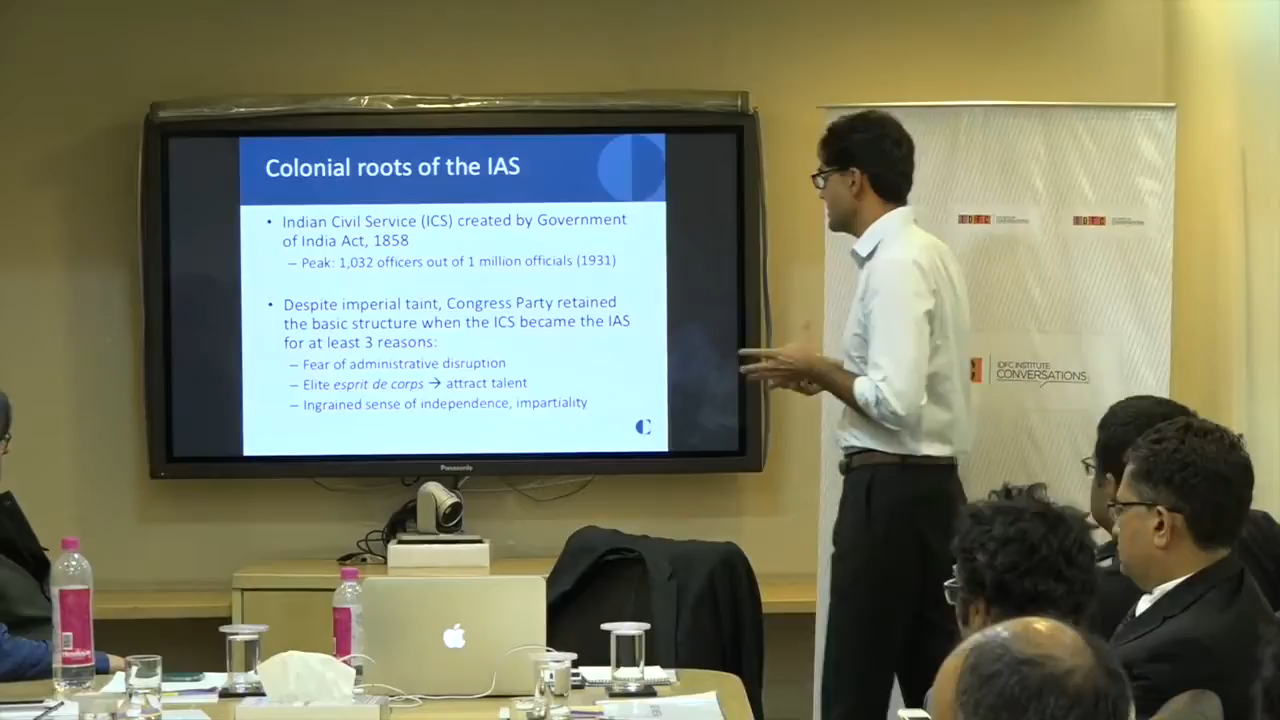 Colonial roots of the IAS
• Indian Civil Service (ICS) created by Government
of India Act, 1858
– Peak: 1,032 officers out of 1 million officials (1931)
• Despite imperial taint, Congress Party retained
the basic structure when the ICS became the IAS
for at least 3 reasons:
– Fear of administrative disruption
– Elite esprit de corps → attract talent
– Ingrained sense of independence, impartiality
Panasonic
IDFC
IDFC
IDFC INSTITUTE
CONVERSATIONS